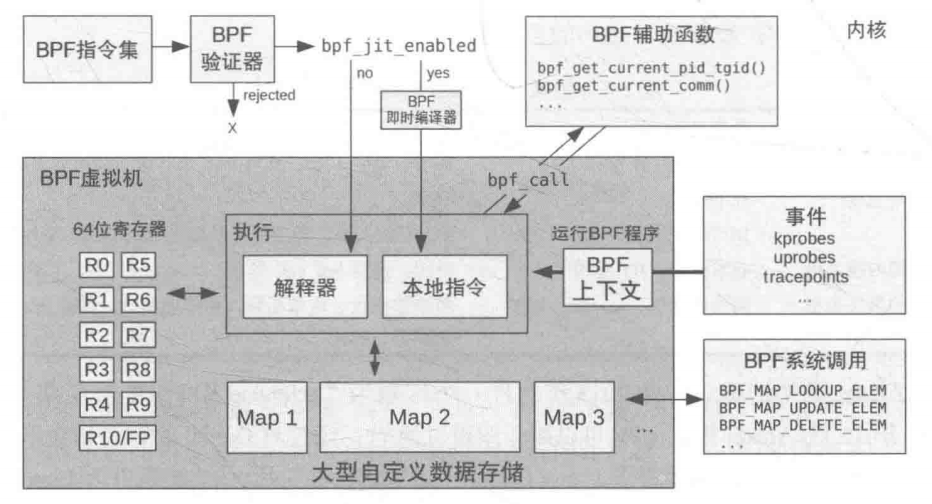 BPF指令集
BPF
验证器
rejected
X
bpf_jit_enabled
no
yes
BPF
即时编译器
BPF辅助函数
bpf_get_current_pid_tgid()
bpf_get_current_comm()
...
内核
BPF虚拟机
bpf_call
64位寄存器
R0 R5
R1 R6
R2 R7
R3 R8
R4 R9
R10/FP
执行
解释器
本地指令
运行BPF程序
BPF
上下文
事件
kprobes
uprobes
tracepoints
...
Map 1
Map 2
Map 3
...
大型自定义数据存储
BPF系统调用
BPF_MAP_LOOKUP_ELEM
BPF_MAP_UPDATE_ELEM
BPF_MAP_DELETE_ELEM
...